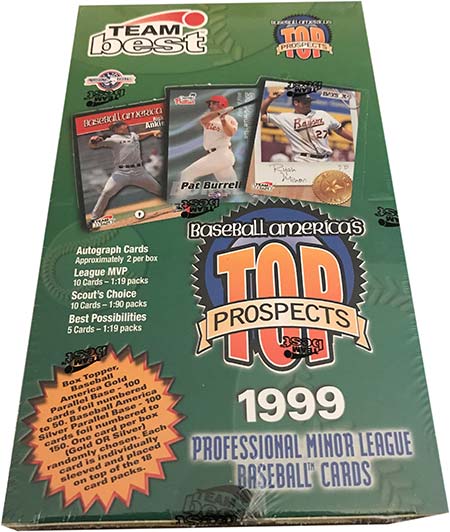 TEAM
best
Baseball america's
TOP
PROSPECTS
Baseball america's
Ankiel
Pat Burrell
27
Ryan
Minor
Baseball america's
TOP
PROSPECTS
Autograph Cards
Approximately 2 per box
League MVP
10 Cards - 1:19 packs
Scout's Choice
10 Cards - 1:90 packs
Best Possibilities
5 Cards - 1:19 packs
Box Topper,
Baseball
America Gold
Parallel Base - 100
cards foil numbered
to 50. Baseball America
Silver Parallel Base - 100
cards foil numbered to
100. One card per box
(Gold OR Silver)
randomly chosen. Each
card is individually
sleeved and placed
on top of the 18
card packs.
1999
PROFESSIONAL MINOR LEAGUE
BASEBALL™ CARDS
TEAM
best